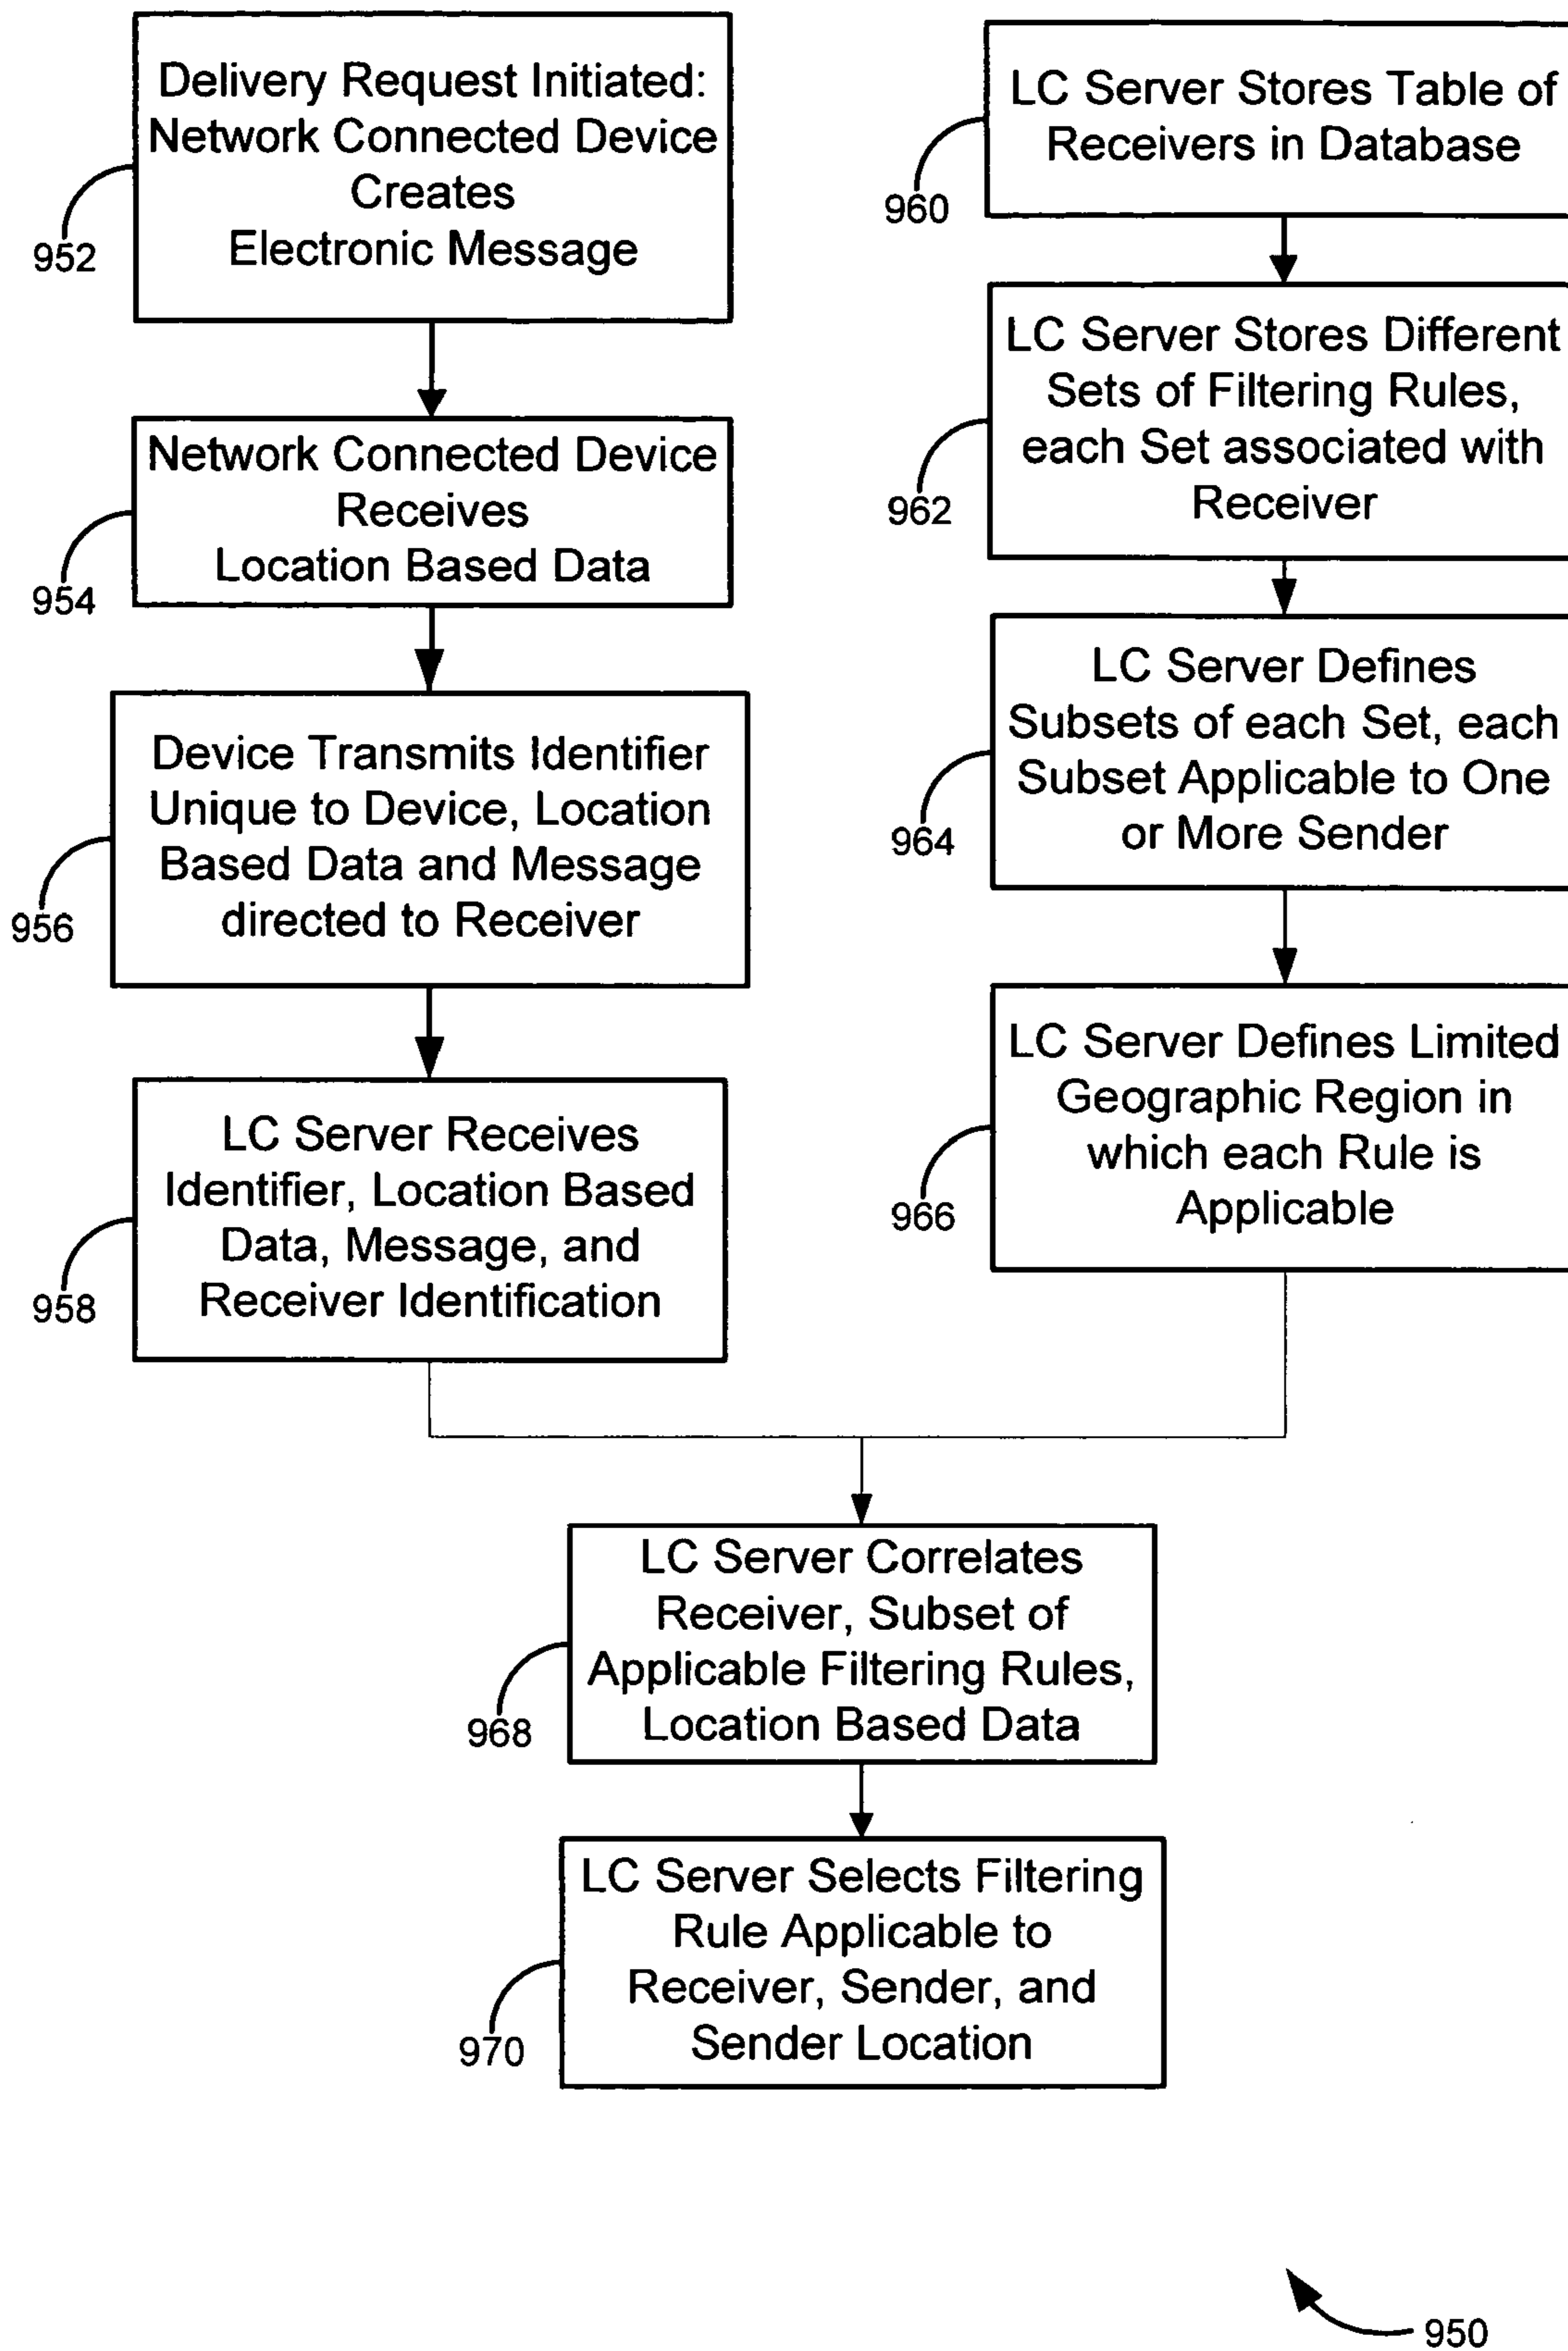 Delivery Request Initiated:
Network Connected Device
Creates
Electronic Message
952
Network Connected Device
Receives
Location Based Data
954
Device Transmits Identifier
Unique to Device, Location
Based Data and Message
directed to Receiver
956
LC Server Receives
Identifier, Location Based
Data, Message, and
Receiver Identification
958
LC Server Stores Table of
Receivers in Database
960
LC Server Stores Different
Sets of Filtering Rules,
each Set associated with
Receiver
962
LC Server Defines
Subsets of each Set, each
Subset Applicable to One
or More Sender
964
LC Server Defines Limited
Geographic Region in
which each Rule is
Applicable
966
LC Server Correlates
Receiver, Subset of
Applicable Filtering Rules,
Location Based Data
968
LC Server Selects Filtering
Rule Applicable to
Receiver, Sender, and
Sender Location
970
950